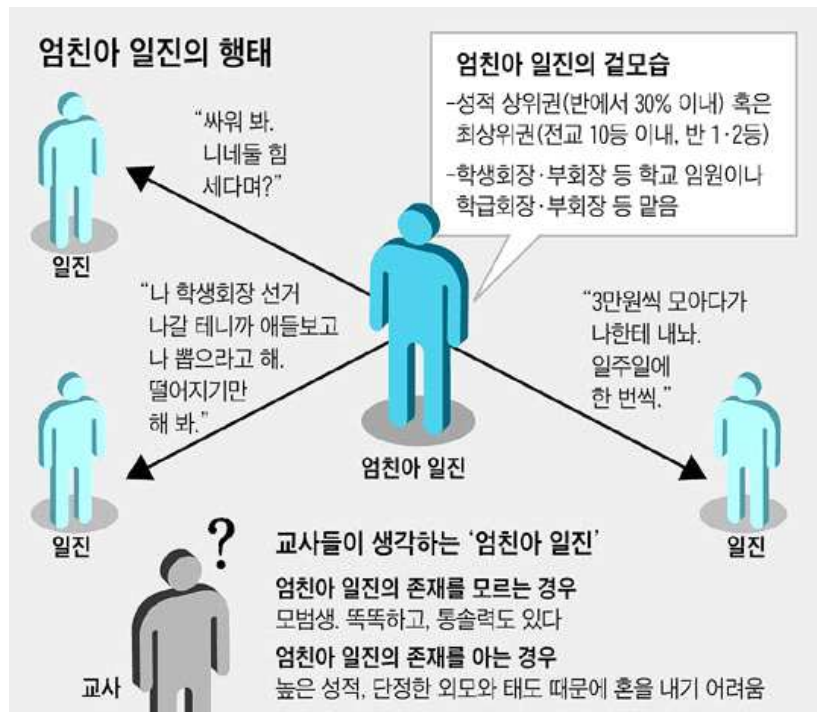 엄친아 일진의 행태
엄친아 일진의 겉모습
-성적 상위권(반에서 30% 이내) 혹은
최상위권(전교 10등 이내, 반 1·2등)
-학생회장·부회장 등 학교 임원이나
학급회장·부회장 등 맡음
“싸워 봐.
니네둘 힘
세다며?”
일진
“나 학생회장 선거
나갈 테니까 애들보고
나 뽑으라고 해.
떨어지기만
해 봐.”
일진
“3만원씩 모아다가
나한테 내놔.
일주일에
한 번씩.”
일진
엄친아 일진
?
교사들이 생각하는 ‘엄친아 일진’
엄친아 일진의 존재를 모르는 경우
모범생. 똑똑하고, 통솔력도 있다
엄친아 일진의 존재를 아는 경우
높은 성적, 단정한 외모와 태도 때문에 혼을 내기 어려움
교사